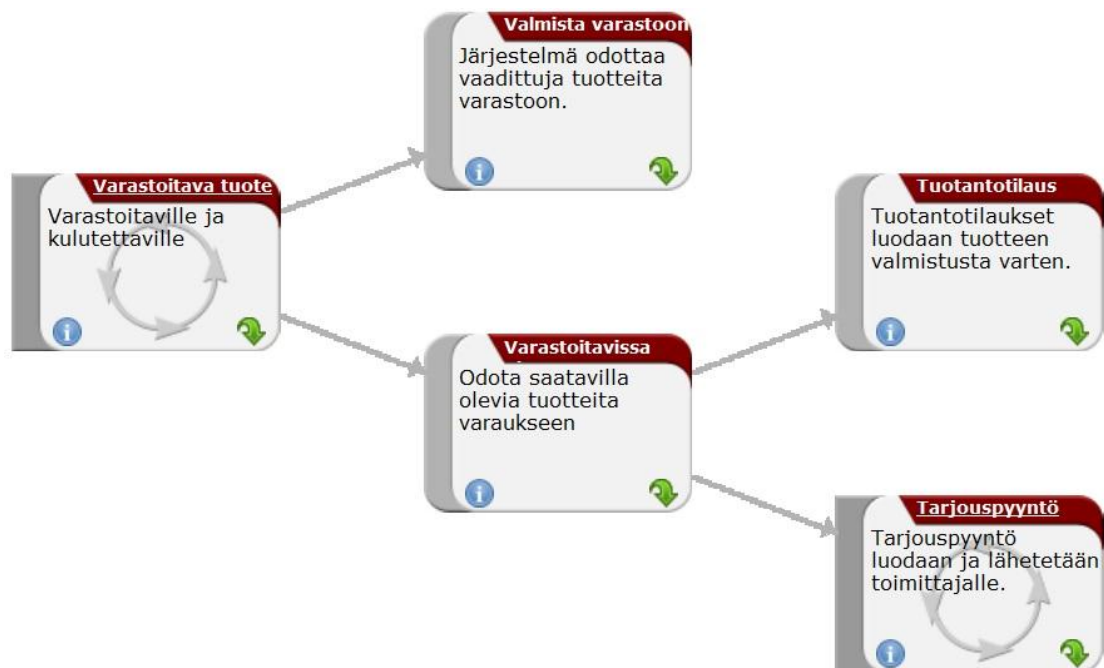 Valmista varastoon
Järjestelmä odottaa
vaadittuja tuotteita
varastoon.
Varastoitava tuote
Varastoitaville ja
kulutettaville
Varastoitavissa
Odota saatavilla
olevia tuotteita
varaukseen
Tuotantotilaus
Tuotantotilaukset
luodaan tuotteen
valmistusta varten.
Tarjouspyyntö
Tarjouspyyntö
luodaan ja lähetetään
toimittajalle.